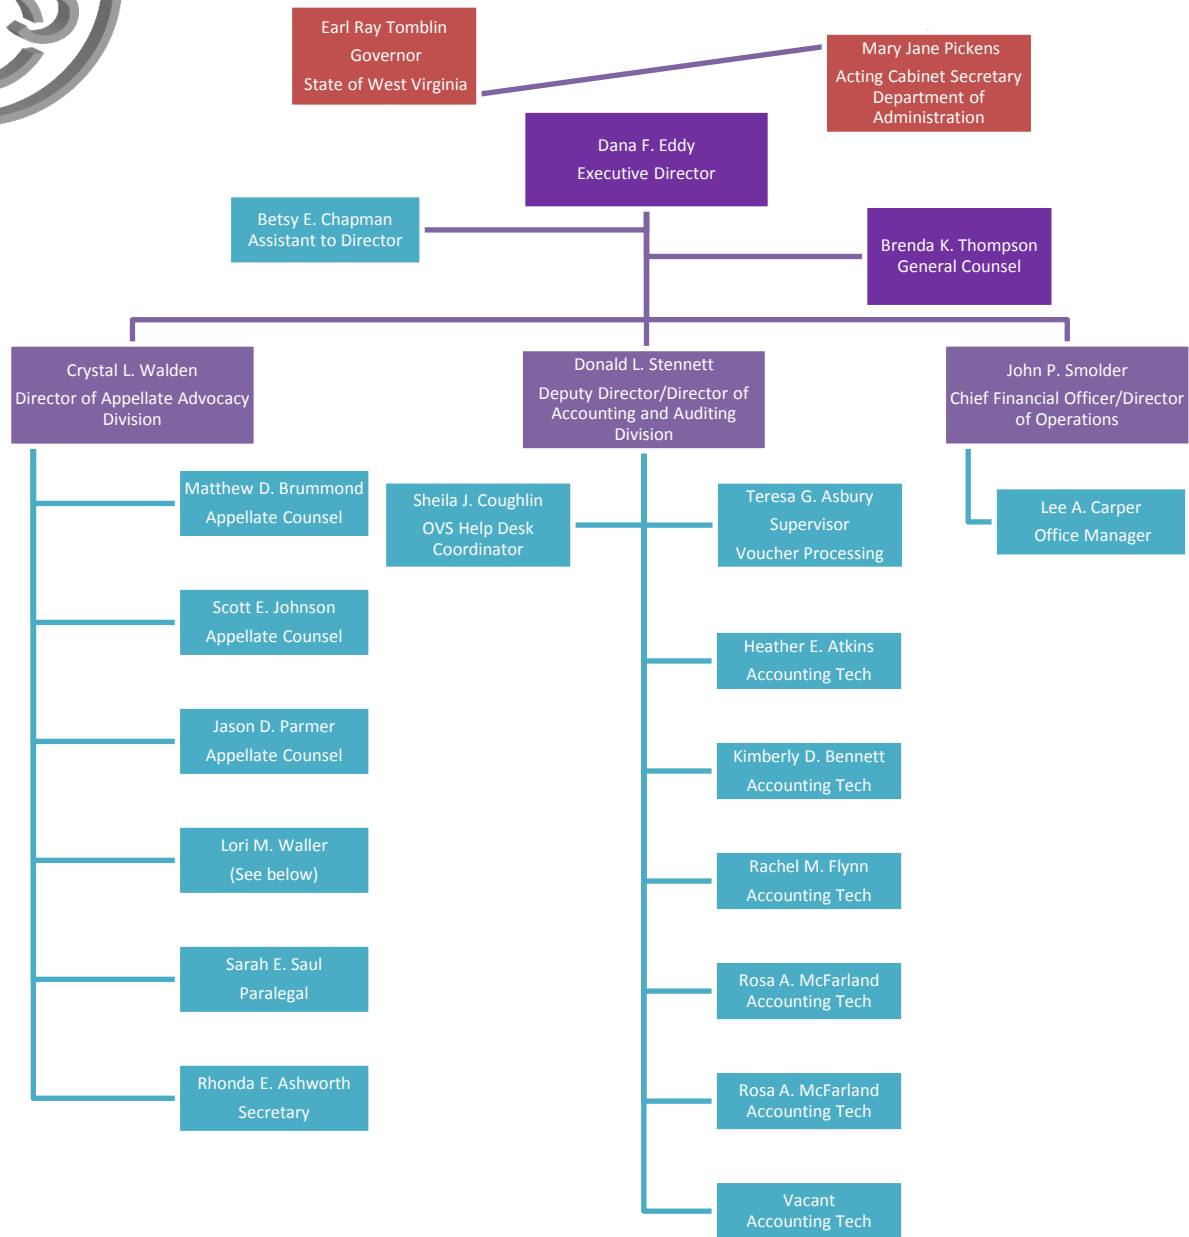 Earl Ray Tomblin
Governor
State of West Virginia
Mary Jane Pickens
Acting Cabinet Secretary
Department of
Administration
Dana F. Eddy
Executive Director
Betsy E. Chapman
Assistant to Director
Brenda K. Thompson
General Counsel
Crystal L. Walden
Director of Appellate Advocacy
Division
Donald L. Stennett
Deputy Director/Director of
Accounting and Auditing
Division
John P. Smolder
Chief Financial Officer/Director
of Operations
Matthew D. Brummond
Appellate Counsel
Scott E. Johnson
Appellate Counsel
Jason D. Parmer
Appellate Counsel
Lori M. Waller
(See below)
Sarah E. Saul
Paralegal
Rhonda E. Ashworth
Secretary
Sheila J. Coughlin
OVS Help Desk
Coordinator
Teresa G. Asbury
Supervisor
Voucher Processing
Heather E. Atkins
Accounting Tech
Kimberly D. Bennett
Accounting Tech
Rachel M. Flynn
Accounting Tech
Rosa A. McFarland
Accounting Tech
Rosa A. McFarland
Accounting Tech
Vacant
Accounting Tech
Lee A. Carper
Office Manager